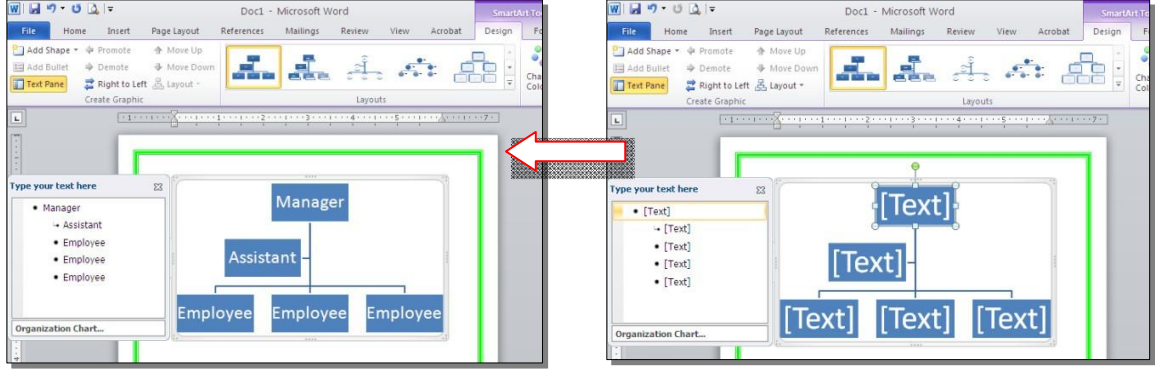 Doc1 - Microsoft Word
SmartArt To
File Home Insert Page Layout References Mailings Review View Acrobat Design Fo
Add Shape Promote Move Up
Add Bullet Demote Move Down
Text Pane Right to Left Layout
Cha
Colo
Create Graphic
Layouts
Type your text here
Manager
Assistant
Employee
Employee
Employee
Organization Chart...
Manager
Assistant
Employee Employee Employee
Doc1 - Microsoft Word
SmartArt To
File Home Insert Page Layout References Mailings Review View Acrobat Design F
Add Shape Promote Move Up
Add Bullet Demote Move Down
Text Pane Right to Left Layout
Cha
Col
Create Graphic
Layouts
Type your text here
[Text]
[Text]
[Text]
[Text]
[Text]
Organization Chart...
[Text]
[Text]
[Text] [Text] [Text]